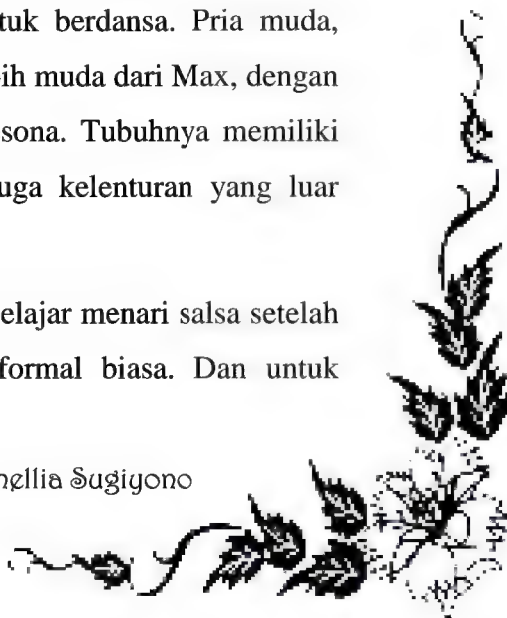 tuk berdansa. Pria muda,
ih muda dari Max, dengan
sona. Tubuhnya memiliki
uga kelenturan yang luar
elajar menari salsa setelah
formal biasa. Dan untuk
nellia Sugiyono